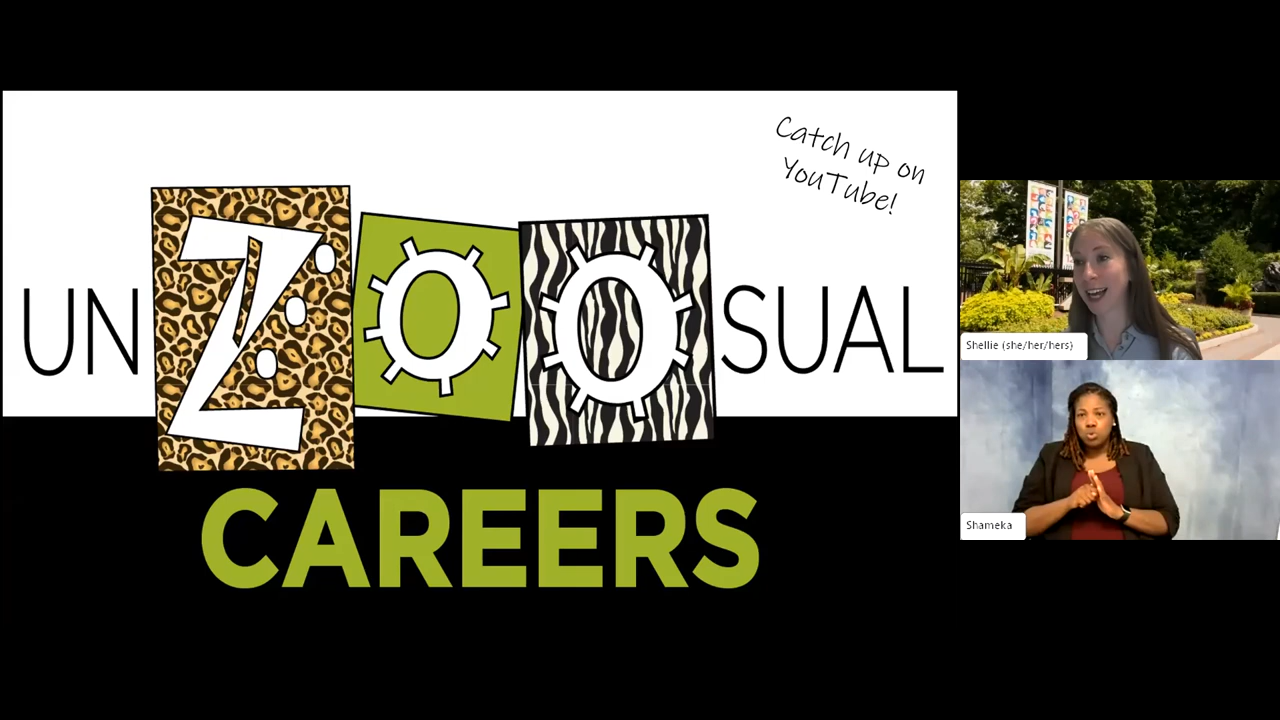 Catch up on
YouTube!
UNZOOSUAL
CAREERS
Shellie (she/her/hers}
Shameka